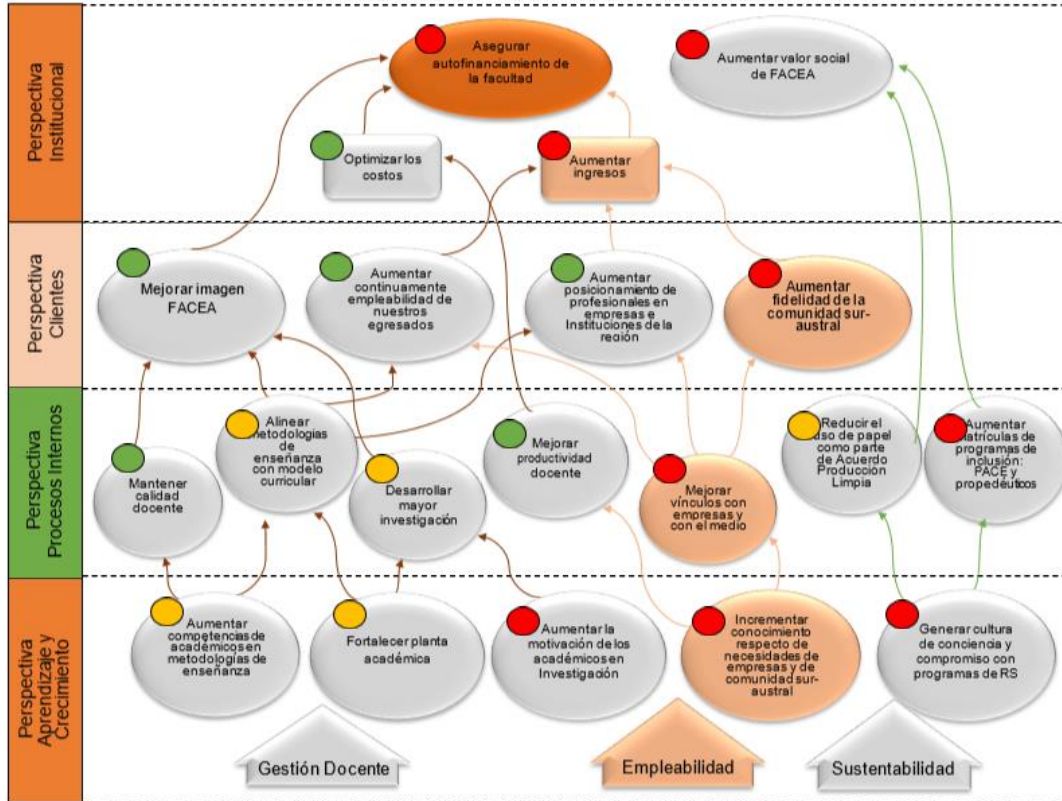 Perspectiva
Institucional
Asegurar
autofinanciamiento de
la facultad
Aumentar valor social
de FACEA
Optimizar los
costos
Aumentar
ingresos
Perspectiva
Clientes
Mejorar imagen
FACEA
Aumentar
continuamente
empleabilidad de
nuestros
egresados
Aumentar
posicionamiento de
profesionales en
empresas e
Instituciones de la
región
Aumentar
fidelidad de la
comunidad sur-
austral
Perspectiva
Procesos Internos
Mantener
calidad
docente
Alinear
metodologías
de enseñanza
con modelo
curricular
Desarrollar
mayor
investigación
Mejorar
productividad
docente
Mejorar
vínculos con
empresas y
con el medio
Reducir el
uso de papel
como parte
de Acuerdo
Producción
Limpia
Aumentar
matrículas de
programas de
inclusión:
PACE y
propedéuticos
Perspectiva
Aprendizaje y
Crecimiento
Aumentar
competencias de
académicos en
metodologías de
enseñanza
Fortalecer planta
académica
Aumentar la
motivación de los
académicos en
Investigación
Incrementar
conocimiento
respecto de
necesidades de
empresas y de
comunidad sur-
austral
Generar cultura
de conciencia y
compromiso con
programas de RS
Gestión Docente
Empleabilidad
Sustentabilidad